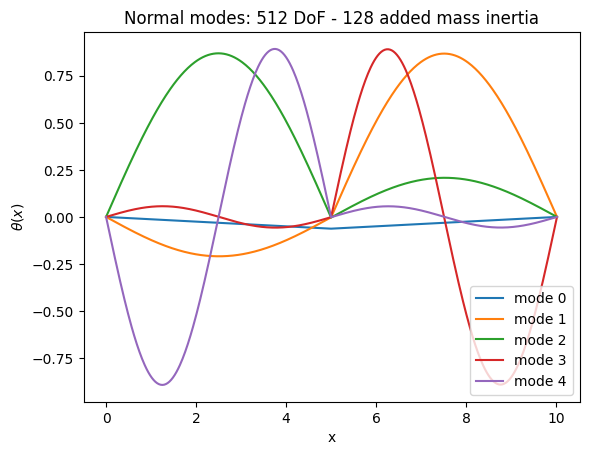 Normal modes: 512 DoF - 128 added mass inertia
θ(x)
0.75
0.50
0.25
0.00
−0.25
−0.50
−0.75
0
2
4
6
8
10
x
mode 0
mode 1
mode 2
mode 3
mode 4